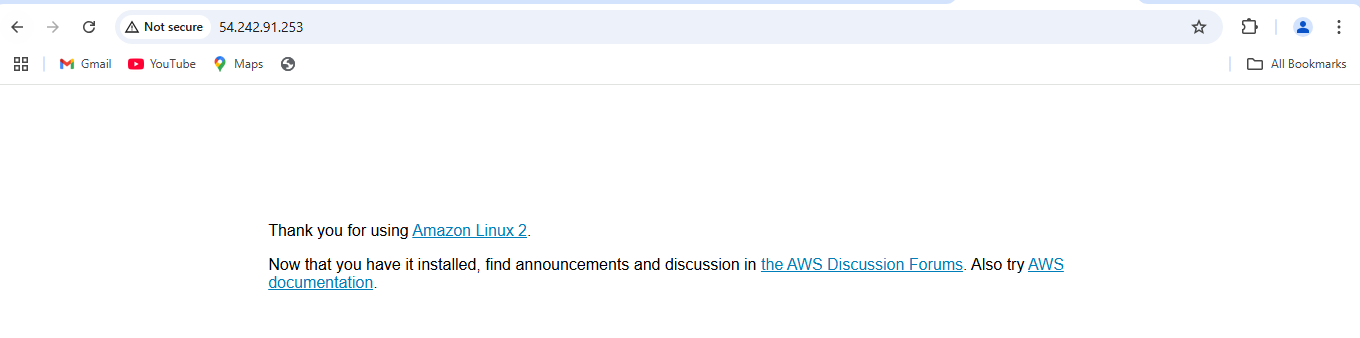 Not secure 54.242.91.253
Gmail YouTube Maps All Bookmarks
Thank you for using Amazon Linux 2.
Now that you have it installed, find announcements and discussion in the AWS Discussion Forums. Also try AWS
documentation.